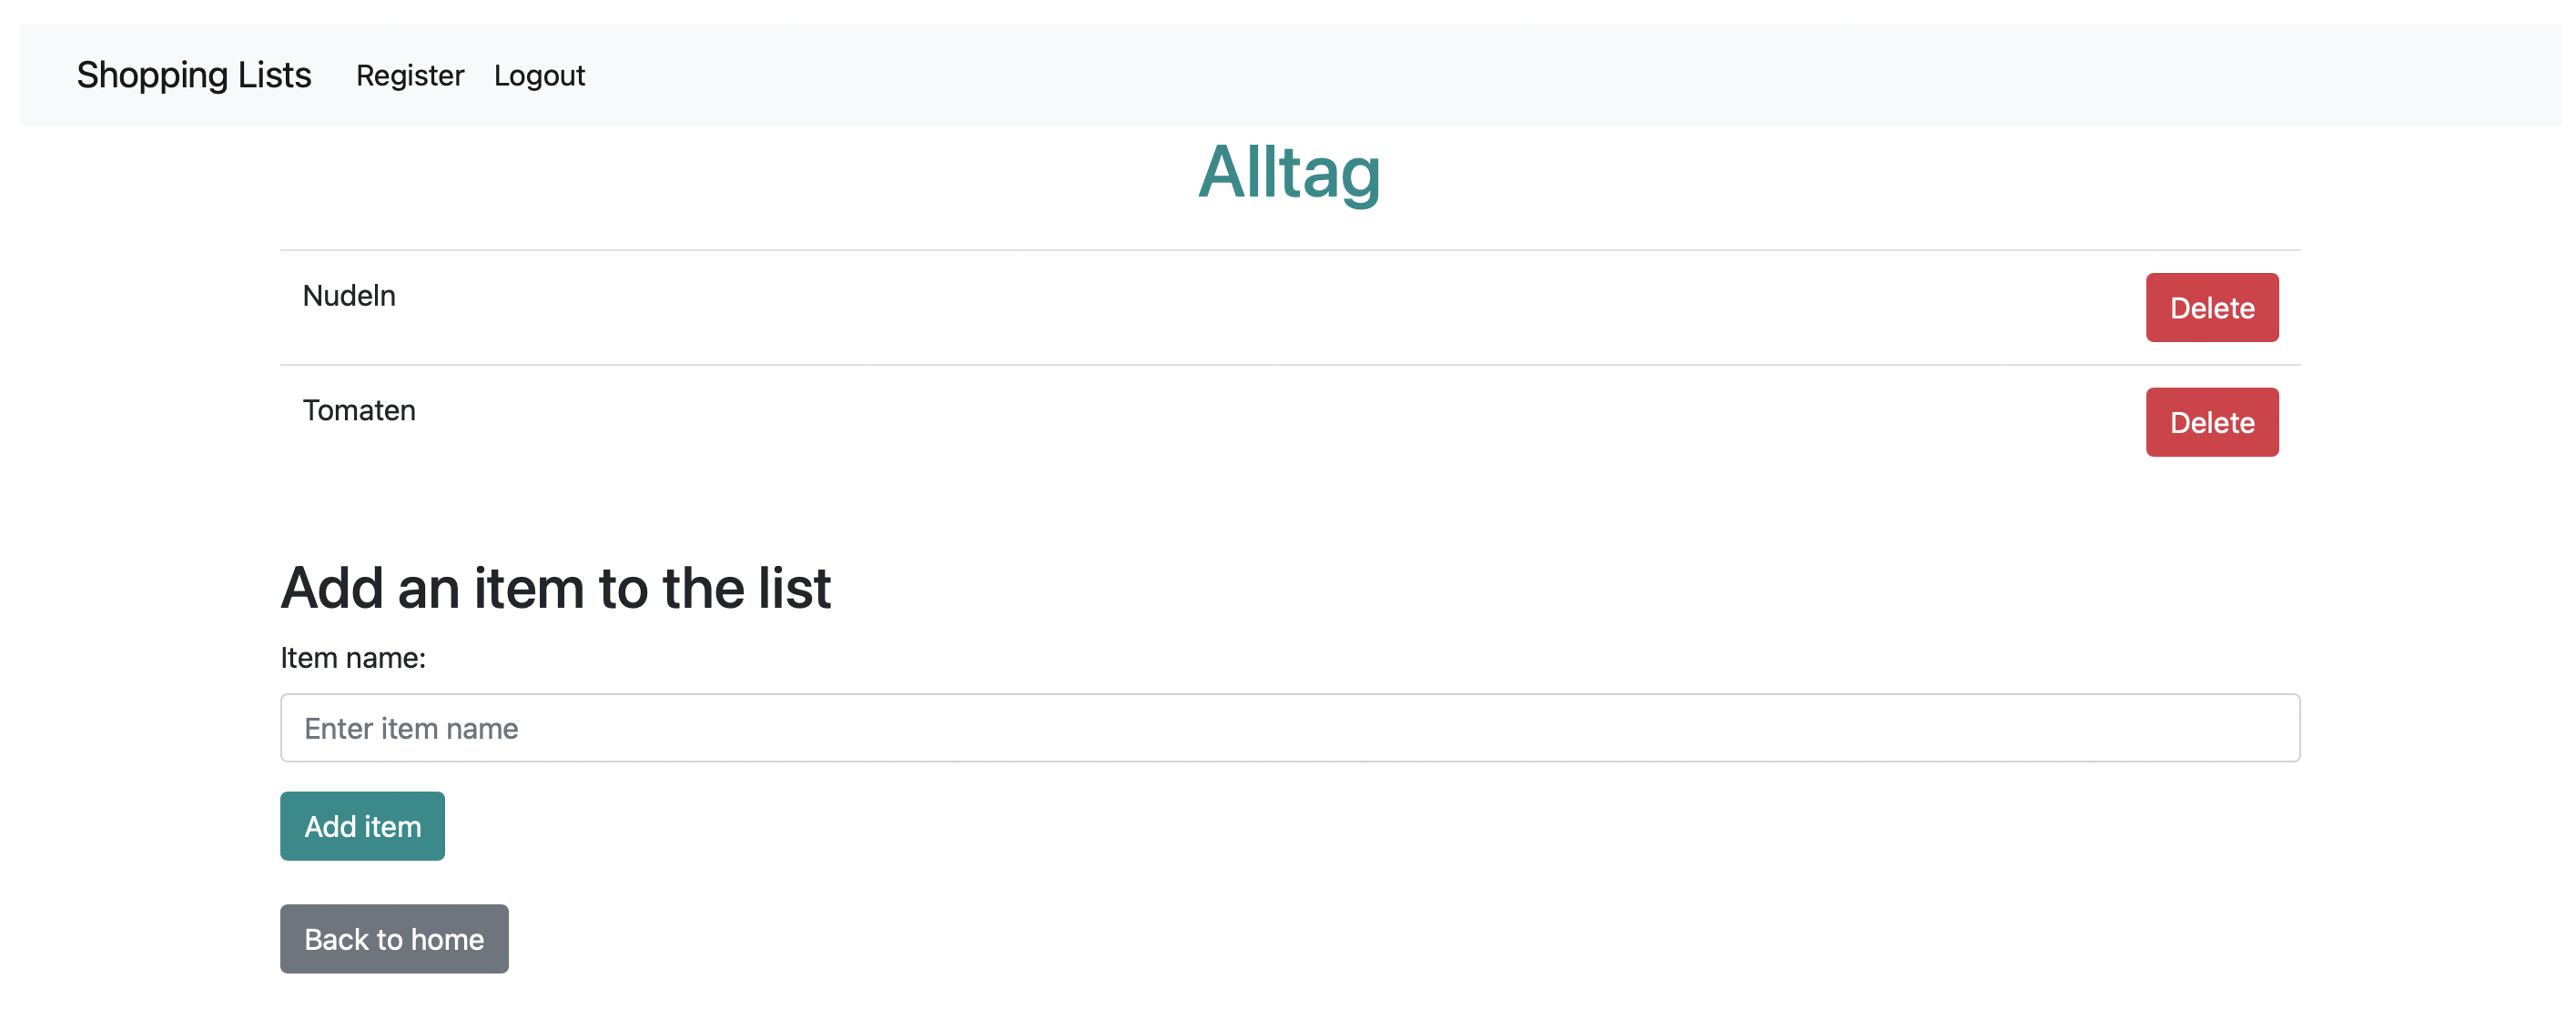 Shopping Lists Register Logout
Alltag
Nudeln Delete
Tomaten Delete
Add an item to the list
Item name:
Enter item name
Add item
Back to home